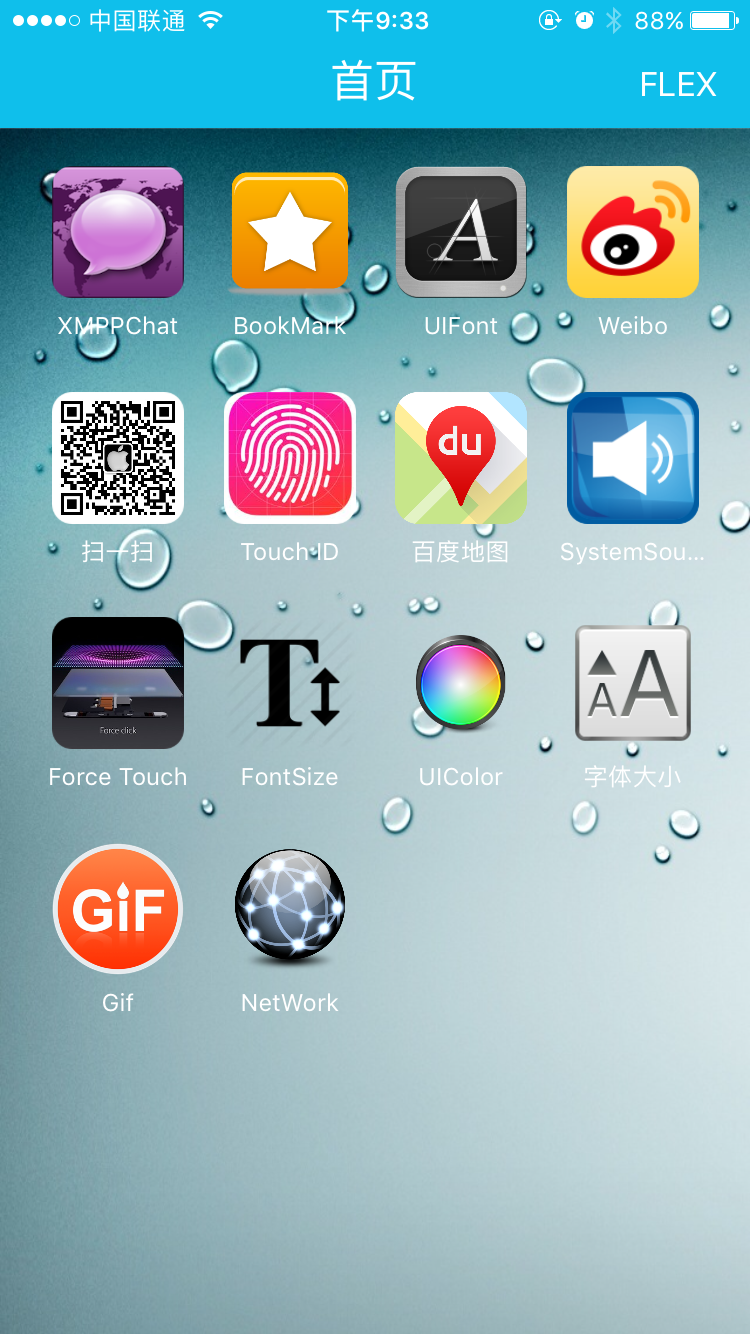 中国联通 下午9:33 88%
首页 FLEX
XMPPChat BookMark UIFont Weibo
du
扫一扫 Touch ID 百度地图 SystemSou...
Force click
Force Touch FontSize UIColor 字体大小
GiF
Gif NetWork